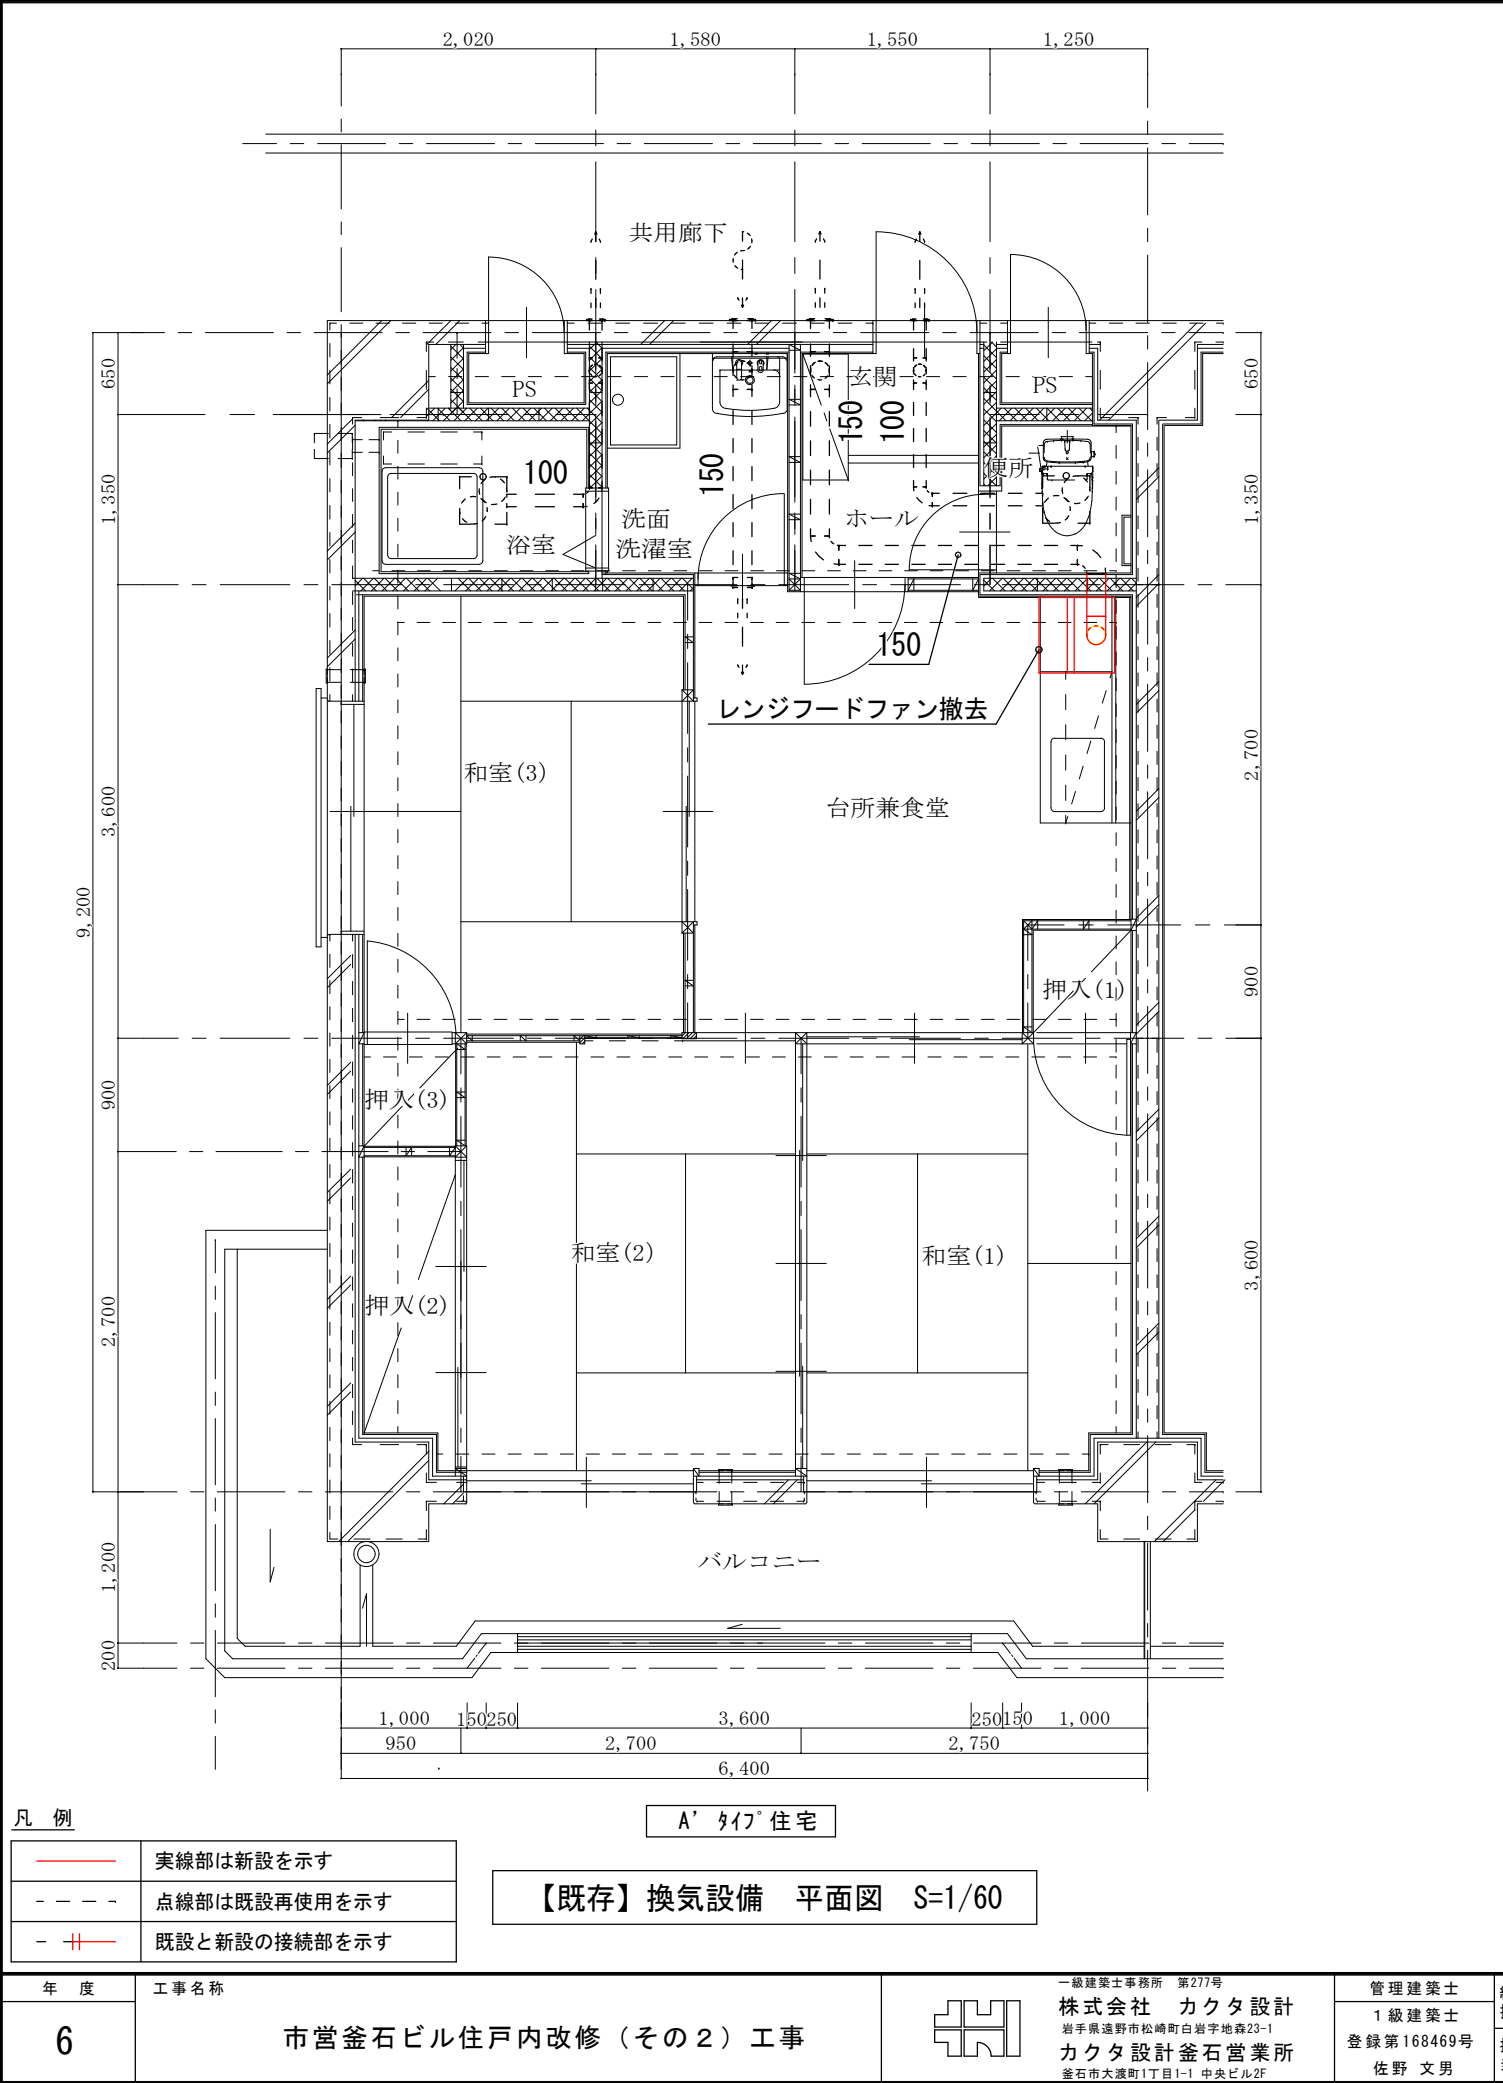 2,020
1,580
1,550
1,250
共用廊下
650
650
PS
玄関
PS
150
100
1,350
100
150
便所
1,350
洗面
洗濯室
ホール
浴室
150
レンジフードファン撤去
2,700
和室(3)
台所兼食堂
3,600
9,200
900
押入(1)
900
押入(3)
和室(2)
和室(1)
3,600
押入(2)
2,700
1,200
バルコニー
200
1,000
150
250
3,600
250
150
1,000
950
2,700
2,750
6,400
A' ﾀｲﾌﾟ住宅
凡 例
実線部は新設を示す
点線部は既設再使用を示す
既設と新設の接続部を示す
【既存】換気設備 平面図 S=1/60
年 度
6
工事名称
市営釜石ビル住戸内改修（その２）工事
一級建築士事務所 第277号
株式会社 カクタ設計
岩手県遠野市松崎町白岩字地森23-1
カクタ設計釜石営業所
釜石市大渡町1丁目1-1 中央ビル2F
管理建築士
１級建築士
登録第168469号
佐野 文男